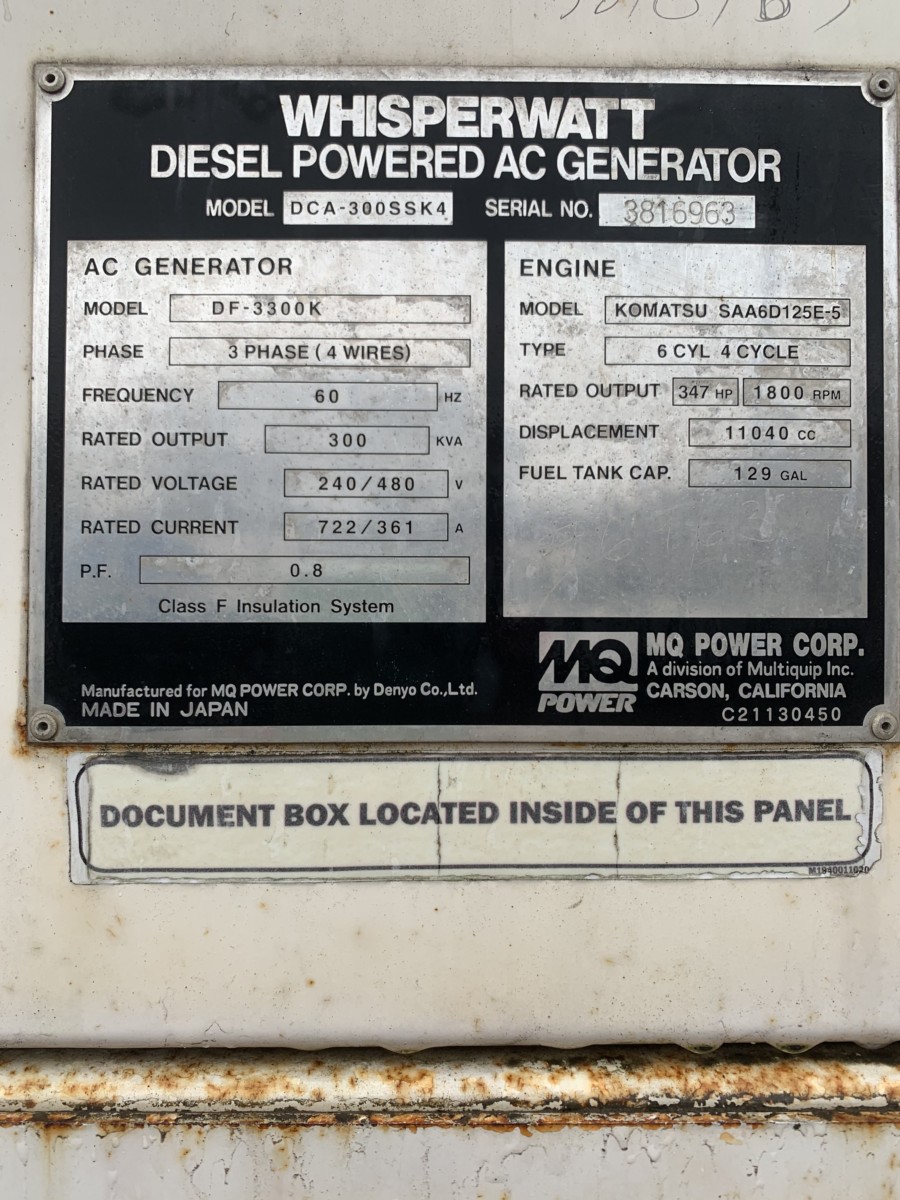 WHISPERWATT
DIESEL POWERED AC GENERATOR
MODEL DCA-300SSK4 SERIAL NO. 3816963
AC GENERATOR
MODEL DF-3300K
PHASE 3 PHASE ( 4 WIRES)
FREQUENCY 60 HZ
RATED OUTPUT 300 KVA
RATED VOLTAGE 240/480 V
RATED CURRENT 722/361 A
P.F. 0.8
Class F Insulation System
ENGINE
MODEL KOMATSU SAA6D125E-5
TYPE 6 CYL 4 CYCLE
RATED OUTPUT 347 HP 1800 RPM
DISPLACEMENT 11040 CC
FUEL TANK CAP. 129 GAL
Manufactured for MQ POWER CORP. by Denyo Co.,Ltd.
MADE IN JAPAN
MQ
POWER
MQ POWER CORP.
A division of Multiquip Inc.
CARSON, CALIFORNIA
C21130450
DOCUMENT BOX LOCATED INSIDE OF THIS PANEL
M1940011020